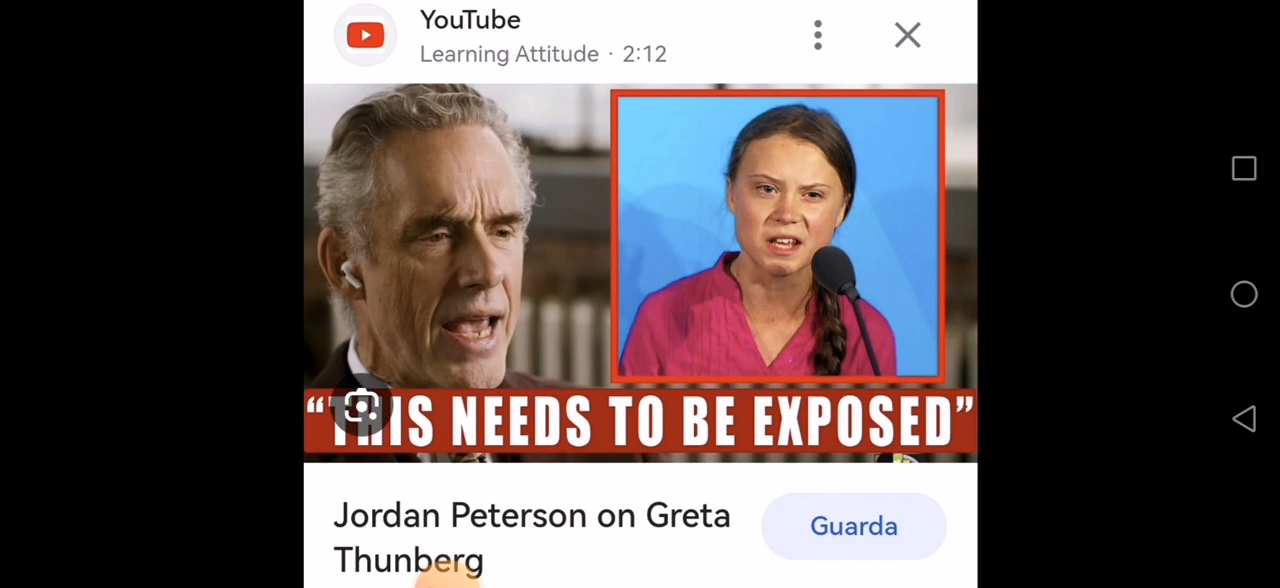 YouTube
Learning Attitude · 2:12
“THIS NEEDS TO BE EXPOSED”
Jordan Peterson on Greta
Thunberg
Guarda